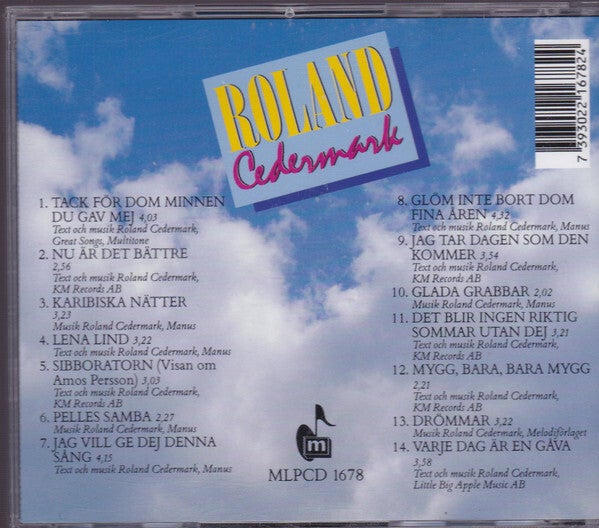 ROLAND
Cedermark
7 393022 167824
1. TACK FÖR DOM MINNEN
DU GAV MEJ 4,03
Text och musik Roland Cedermark,
Great Songs, Multitone
2. NU ÄR DET BÄTTRE
2,56
Text och musik Roland Cedermark,
KM Records AB
3. KARIBISKA NÄTTER
3,23
Musik Roland Cedermark, Manus
4. LENA LIND 3,22
Text och musik Roland Cedermark, Manus
5. SIBBORATORN (Visan om
Amos Persson) 3,03
Text och musik Roland Cedermark,
KM Records AB
6. PELLES SAMBA 2,27
Musik Roland Cedermark, Manus
7. JAG VILL GE DEJ DENNA
SÅNG 4,15
Text och musik Roland Cedermark, Manus
8. GLÖM INTE BORT DOM
FINA ÅREN 4,32
Text och musik Roland Cedermark, Manus
9. JAG TAR DAGEN SOM DEN
KOMMER 3,54
Text och musik Roland Cedermark,
KM Records AB
10. GLADA GRABBAR 2,02
Musik Roland Cedermark, Manus
11. DET BLIR INGEN RIKTIG
SOMMAR UTAN DEJ 3,21
Text och musik Roland Cedermark,
KM Records AB
12. MYGG, BARA, BARA MYGG
2,21
Text och musik Roland Cedermark,
KM Records AB
13. DRÖMMAR 3,22
Musik Roland Cedermark, Melodiförlaget
14. VARJE DAG ÄR EN GÅVA
3,58
Text och musik Roland Cedermark,
Little Big Apple Music AB
m
MLPCD 1678